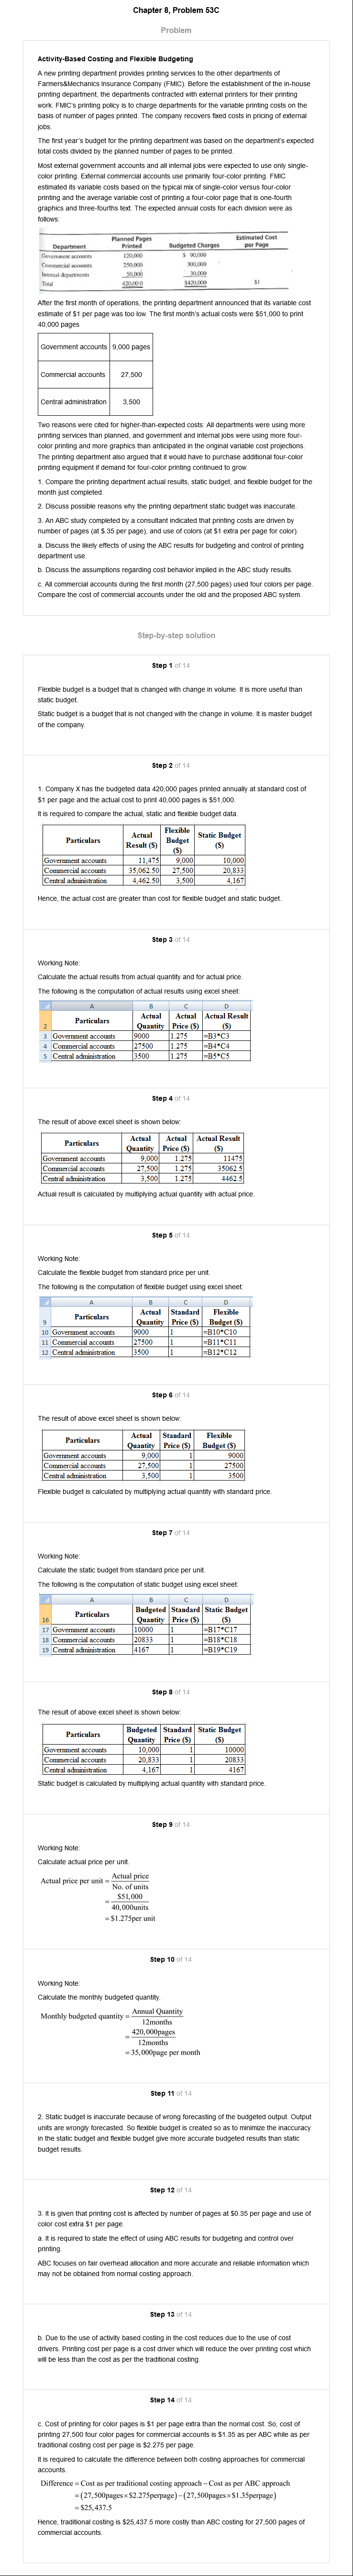 Chapter 8, Problem 53C
Problem
Activity-Based Costing and Flexible Budgeting
A new printing department provides printing services to the other departments of
Farmers&Mechanics Insurance Company (FMIC). Before the establishment of the in-house
printing department, the departments contracted with external printers for their printing
work. FMIC's printing policy is to charge departments for the variable printing costs on the
basis of number of pages printed. The company recovers fixed costs in pricing of external
jobs.
The first year's budget for the printing department was based on the department's expected
total costs divided by the planned number of pages to be printed.
Most external government accounts and all internal jobs were expected to use only single-
color printing. External commercial accounts use primarily four-color printing. FMIC
estimated its variable costs based on the typical mix of single-color versus four-color
printing and the average variable cost of printing a four-color page that is one-fourth
graphics and three-fourths text. The expected annual costs for each division were as
follows:
Department Planned Pages Printed Budgeted Charges Estimated Cost per Page
Government accounts 120,000 $ 90,000
Commercial accounts 250,000 300,000
Internal departments 50,000 30,000
Total 420,000 $420,000 $1
After the first month of operations, the printing department announced that its variable cost
estimate of $1 per page was too low. The first month's actual costs were $51,000 to print
40,000 pages
Government accounts 9,000 pages
Commercial accounts 27,500
Central administration 3,500
Two reasons were cited for higher-than-expected costs: All departments were using more
printing services than planned, and government and internal jobs were using more four-
color printing and more graphics than anticipated in the original variable cost projections.
The printing department also argued that it would have to purchase additional four-color
printing equipment if demand for four-color printing continued to grow.
1. Compare the printing department actual results, static budget, and flexible budget for the
month just completed.
2. Discuss possible reasons why the printing department static budget was inaccurate.
3. An ABC study completed by a consultant indicated that printing costs are driven by
number of pages (at $.35 per page), and use of colors (at $1 extra per page for color).
a. Discuss the likely effects of using the ABC results for budgeting and control of printing
department use.
b. Discuss the assumptions regarding cost behavior implied in the ABC study results.
c. All commercial accounts during the first month (27,500 pages) used four colors per page.
Compare the cost of commercial accounts under the old and the proposed ABC system.
Step-by-step solution
Step 1 of 14
Flexible budget is a budget that is changed with change in volume. It is more useful than
static budget.
Static budget is a budget that is not changed with the change in volume. It is master budget
of the company.
Step 2 of 14
1. Company X has the budgeted data 420,000 pages printed annually at standard cost of
$1 per page and the actual cost to print 40,000 pages is $51,000.
It is required to compare the actual, static and flexible budget data.
Particulars Actual Result ($) Flexible Budget ($) Static Budget ($)
Government accounts 11,475 9,000 10,000
Commercial accounts 35,062.50 27,500 20,833
Central administration 4,462.50 3,500 4,167
Hence, the actual cost are greater than cost for flexible budget and static budget.
Step 3 of 14
Working Note:
Calculate the actual results from actual quantity and for actual price.
The following is the computation of actual results using excel sheet:
A B C D
2 Particulars Actual Quantity Actual Price ($) Actual Result ($)
3 Government accounts 9000 1.275 =B3*C3
4 Commercial accounts 27500 1.275 =B4*C4
5 Central administration 3500 1.275 =B5*C5
Step 4 of 14
The result of above excel sheet is shown below:
Particulars Actual Quantity Actual Price ($) Actual Result ($)
Government accounts 9,000 1.275 11475
Commercial accounts 27,500 1.275 35062.5
Central administration 3,500 1.275 4462.5
Actual result is calculated by multiplying actual quantity with actual price.
Step 5 of 14
Working Note:
Calculate the flexible budget from standard price per unit.
The following is the computation of flexible budget using excel sheet:
A B C D
9 Particulars Actual Quantity Standard Price ($) Flexible Budget ($)
10 Government accounts 9000 1 =B10*C10
11 Commercial accounts 27500 1 =B11*C11
12 Central administration 3500 1 =B12*C12
Step 6 of 14
The result of above excel sheet is shown below:
Particulars Actual Quantity Standard Price ($) Flexible Budget ($)
Government accounts 9,000 1 9000
Commercial accounts 27,500 1 27500
Central administration 3,500 1 3500
Flexible budget is calculated by multiplying actual quantity with standard price.
Step 7 of 14
Working Note:
Calculate the static budget from standard price per unit.
The following is the computation of static budget using excel sheet:
A B C D
16 Particulars Budgeted Quantity Standard Price ($) Static Budget ($)
17 Government accounts 10000 1 =B17*C17
18 Commercial accounts 20833 1 =B18*C18
19 Central administration 4167 1 =B19*C19
Step 8 of 14
The result of above excel sheet is shown below:
Particulars Budgeted Quantity Standard Price ($) Static Budget ($)
Government accounts 10,000 1 10000
Commercial accounts 20,833 1 20833
Central administration 4,167 1 4167
Static budget is calculated by multiplying actual quantity with standard price.
Step 9 of 14
Working Note:
Calculate actual price per unit.
Actual price per unit = Actual price / No. of units
= $51,000 / 40,000units
= $1.275per unit
Step 10 of 14
Working Note:
Calculate the monthly budgeted quantity.
Monthly budgeted quantity = Annual Quantity / 12months
= 420,000pages / 12months
= 35,000page per month
Step 11 of 14
2. Static budget is inaccurate because of wrong forecasting of the budgeted output. Output
units are wrongly forecasted. So flexible budget is created so as to minimize the inaccuracy
in the static budget and flexible budget give more accurate budgeted results than static
budget results.
Step 12 of 14
3. It is given that printing cost is affected by number of pages at $0.35 per page and use of
color cost extra $1 per page.
a. It is required to state the effect of using ABC results for budgeting and control over
printing.
ABC focuses on fair overhead allocation and more accurate and reliable information which
may not be obtained from normal costing approach.
Step 13 of 14
b. Due to the use of activity based costing in the cost reduces due to the use of cost
drivers. Printing cost per page is a cost driver which will reduce the over printing cost which
will be less than the cost as per the traditional costing.
Step 14 of 14
c. Cost of printing for color pages is $1 per page extra than the normal cost. So, cost of
printing 27,500 four color pages for commercial accounts is $1.35 as per ABC while as per
traditional costing cost per page is $2.275 per page.
It is required to calculate the difference between both costing approaches for commercial
accounts.
Difference = Cost as per traditional costing approach – Cost as per ABC approach
= (27,500pages × $2.275perpage) – (27,500pages × $1.35perpage)
= $25,437.5
Hence, traditional costing is $25,437.5 more costly than ABC costing for 27,500 pages of
commercial accounts.